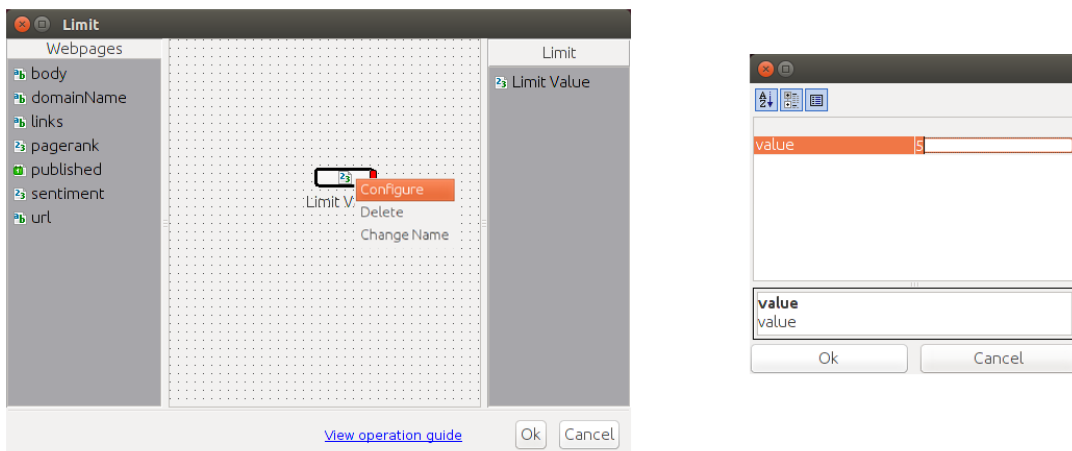 Limit
Webpages
body
domainName
links
pagerank
published
sentiment
url
Limit V
Configure
Delete
Change Name
Limit
Limit Value
View operation guide
Ok
Cancel
value 5
value
value
Ok
Cancel